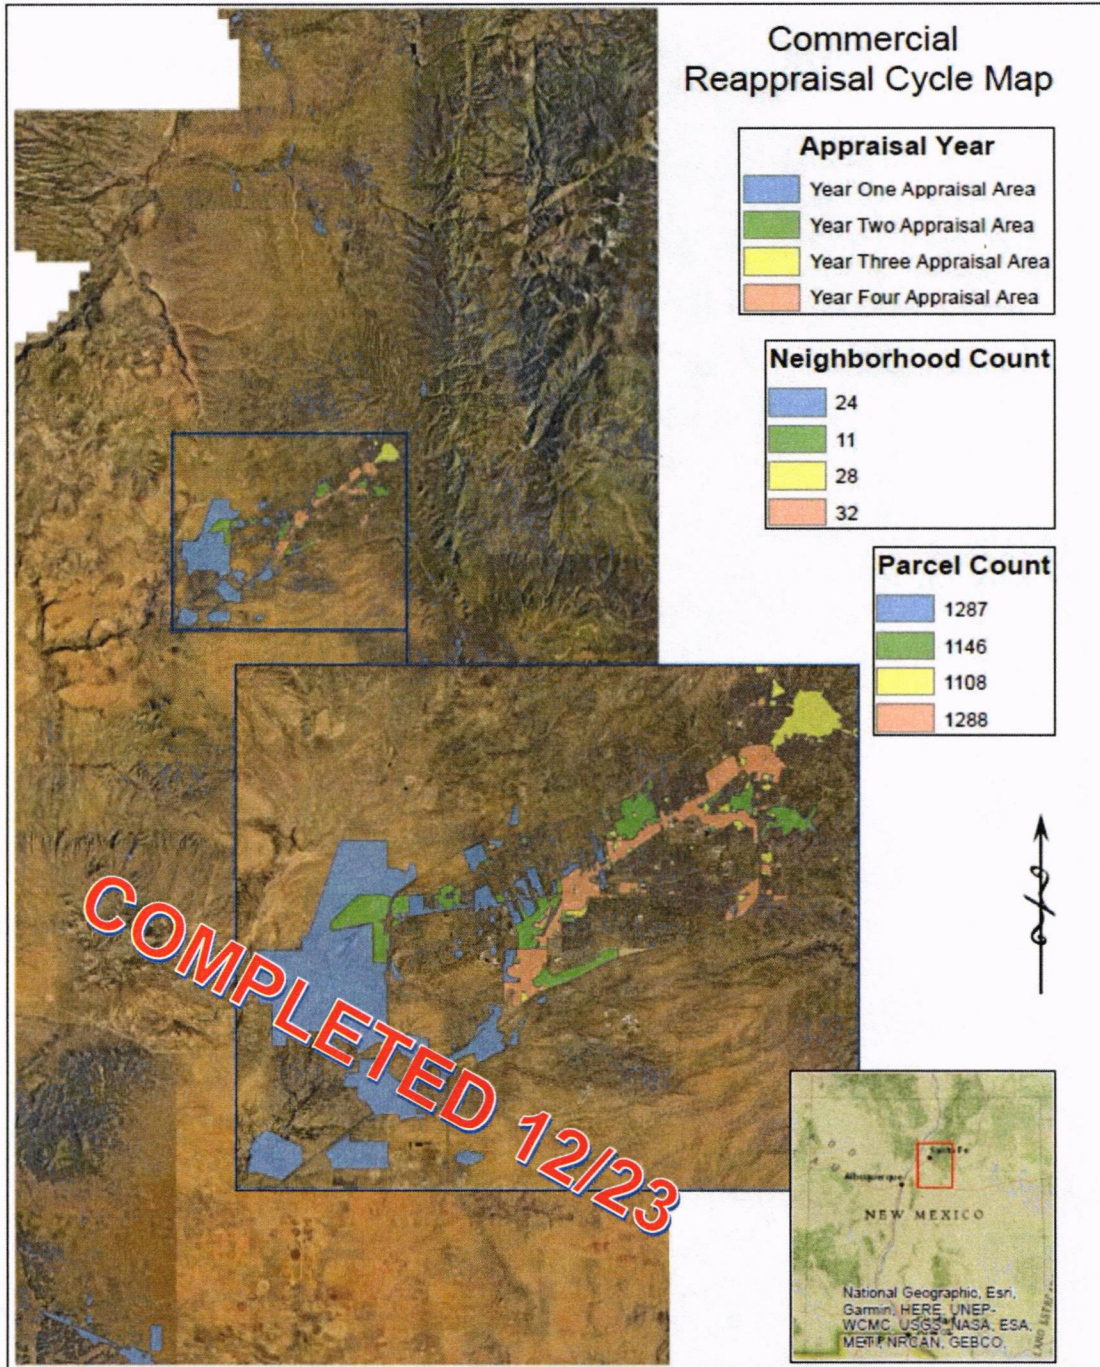 Commercial
Reappraisal Cycle Map
Appraisal Year
Year One Appraisal Area
Year Two Appraisal Area
Year Three Appraisal Area
Year Four Appraisal Area
Neighborhood Count
24
11
28
32
Parcel Count
1287
1146
1108
1288
COMPLETED 12/23
Santa Fe
Albuquerque
NEW MEXICO
National Geographic, Esri,
Garmin, HERE, UNEP-
WCMC, USGS, NASA, ESA,
METI, NRCAN, GEBCO,